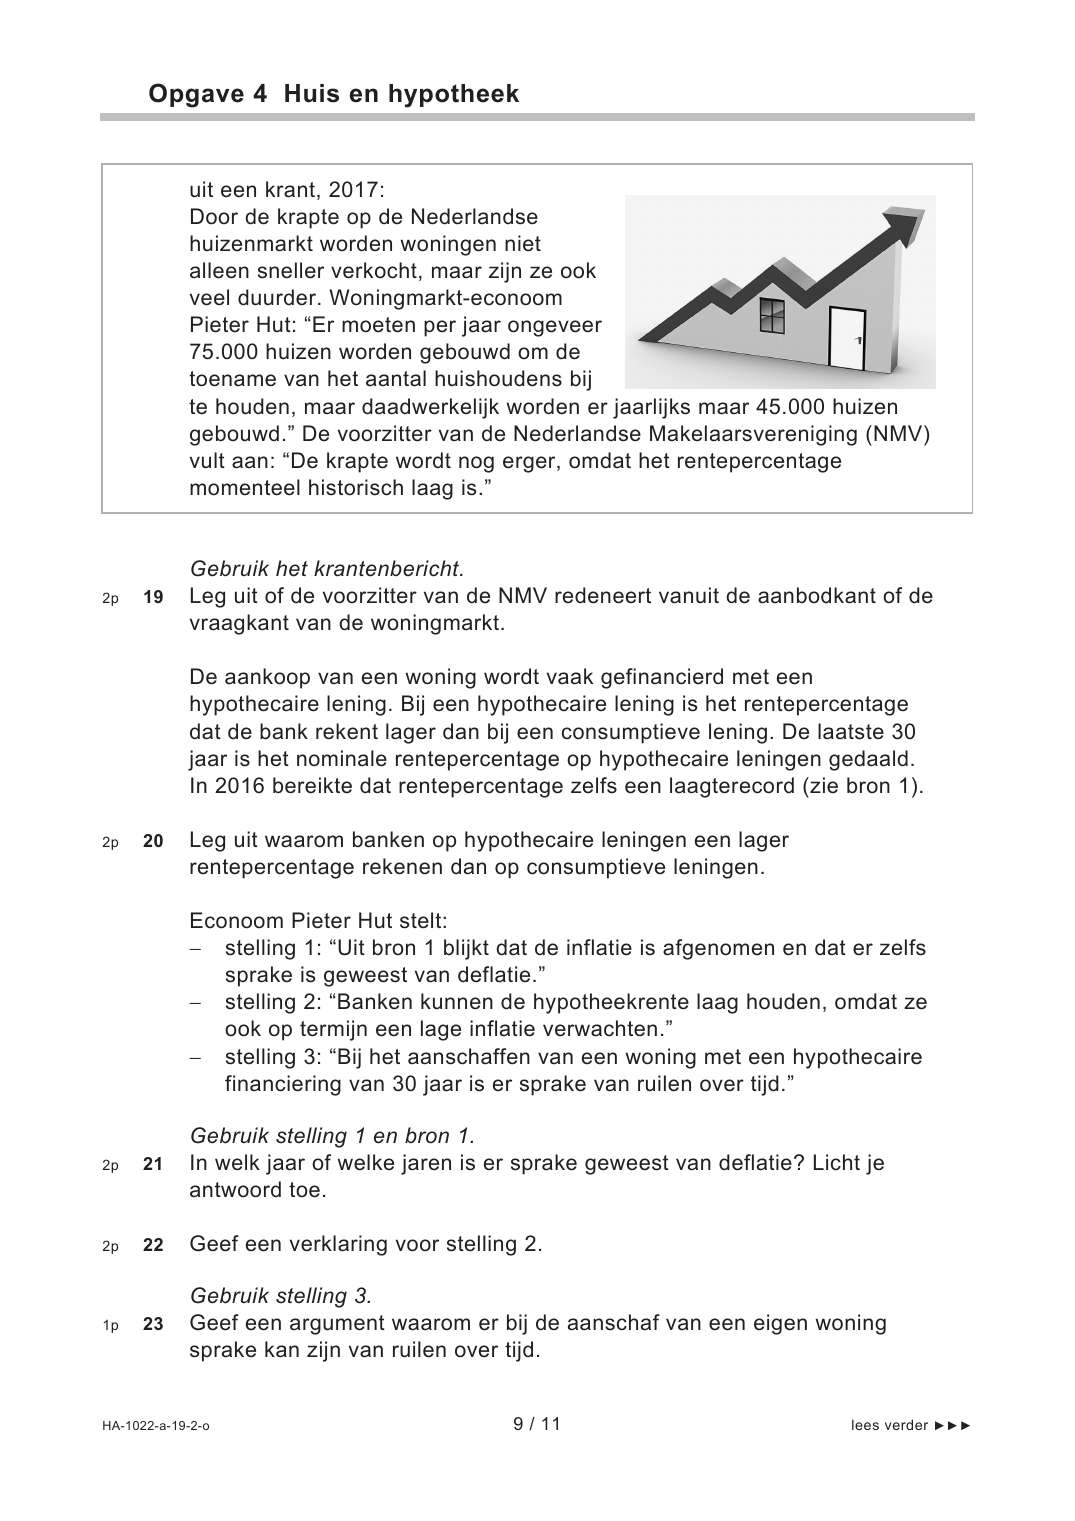 Opgave 4  Huis en hypotheek
uit een krant, 2017:
Door de krapte op de Nederlandse
huizenmarkt worden woningen niet
alleen sneller verkocht, maar zijn ze ook
veel duurder. Woningmarkt-econoom
Pieter Hut: “Er moeten per jaar ongeveer
75.000 huizen worden gebouwd om de
toename van het aantal huishoudens bij
te houden, maar daadwerkelijk worden er jaarlijks maar 45.000 huizen
gebouwd.” De voorzitter van de Nederlandse Makelaarsvereniging (NMV)
vult aan: “De krapte wordt nog erger, omdat het rentepercentage
momenteel historisch laag is.”
Gebruik het krantenbericht.
2p 19 Leg uit of de voorzitter van de NMV redeneert vanuit de aanbodkant of de
vraagkant van de woningmarkt.
De aankoop van een woning wordt vaak gefinancierd met een
hypothecaire lening. Bij een hypothecaire lening is het rentepercentage
dat de bank rekent lager dan bij een consumptieve lening. De laatste 30
jaar is het nominale rentepercentage op hypothecaire leningen gedaald.
In 2016 bereikte dat rentepercentage zelfs een laagterecord (zie bron 1).
2p 20 Leg uit waarom banken op hypothecaire leningen een lager
rentepercentage rekenen dan op consumptieve leningen.
Econoom Pieter Hut stelt:
– stelling 1: “Uit bron 1 blijkt dat de inflatie is afgenomen en dat er zelfs
sprake is geweest van deflatie.”
– stelling 2: “Banken kunnen de hypotheekrente laag houden, omdat ze
ook op termijn een lage inflatie verwachten.”
– stelling 3: “Bij het aanschaffen van een woning met een hypothecaire
financiering van 30 jaar is er sprake van ruilen over tijd.”
Gebruik stelling 1 en bron 1.
2p 21 In welk jaar of welke jaren is er sprake geweest van deflatie? Licht je
antwoord toe.
2p 22 Geef een verklaring voor stelling 2.
Gebruik stelling 3.
1p 23 Geef een argument waarom er bij de aanschaf van een eigen woning
sprake kan zijn van ruilen over tijd.
HA-1022-a-19-2-o 9 / 11 lees verder ►►►